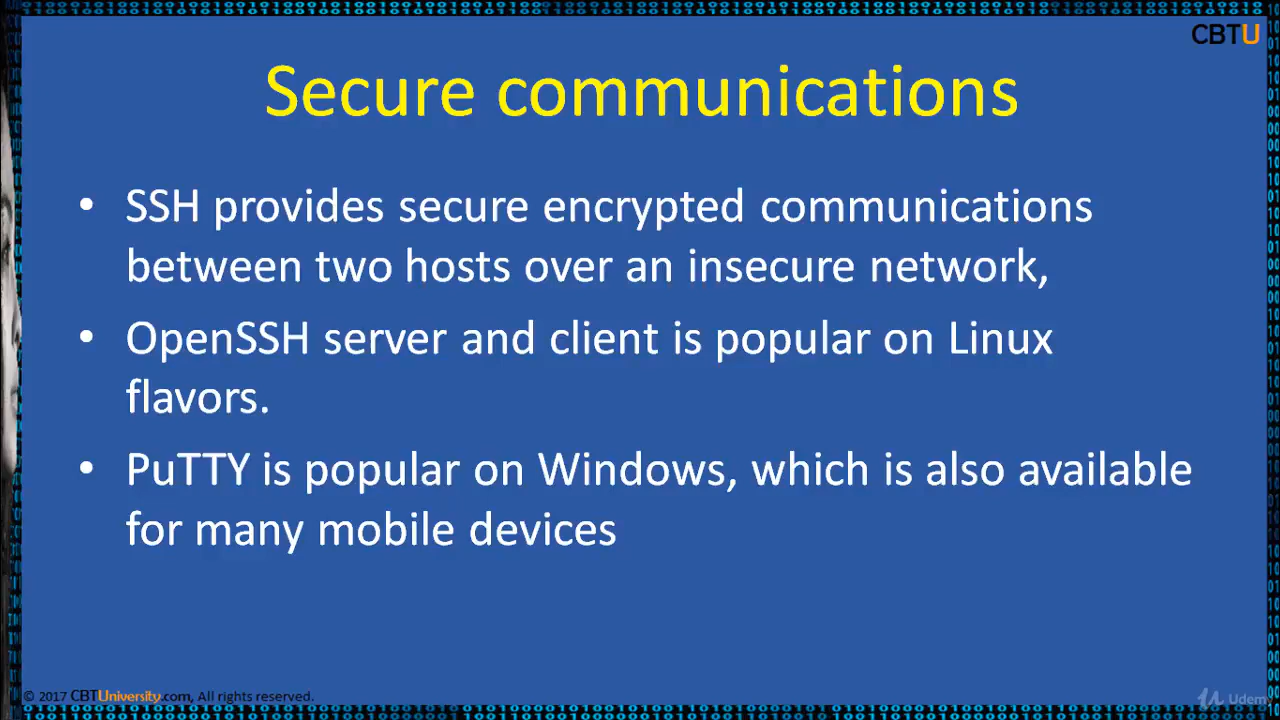 CBTU
Secure communications
• SSH provides secure encrypted communications
between two hosts over an insecure network,
• OpenSSH server and client is popular on Linux
flavors.
• PuTTY is popular on Windows, which is also available
for many mobile devices
© 2017 CBTUniversity.com, All rights reserved.
Udemy